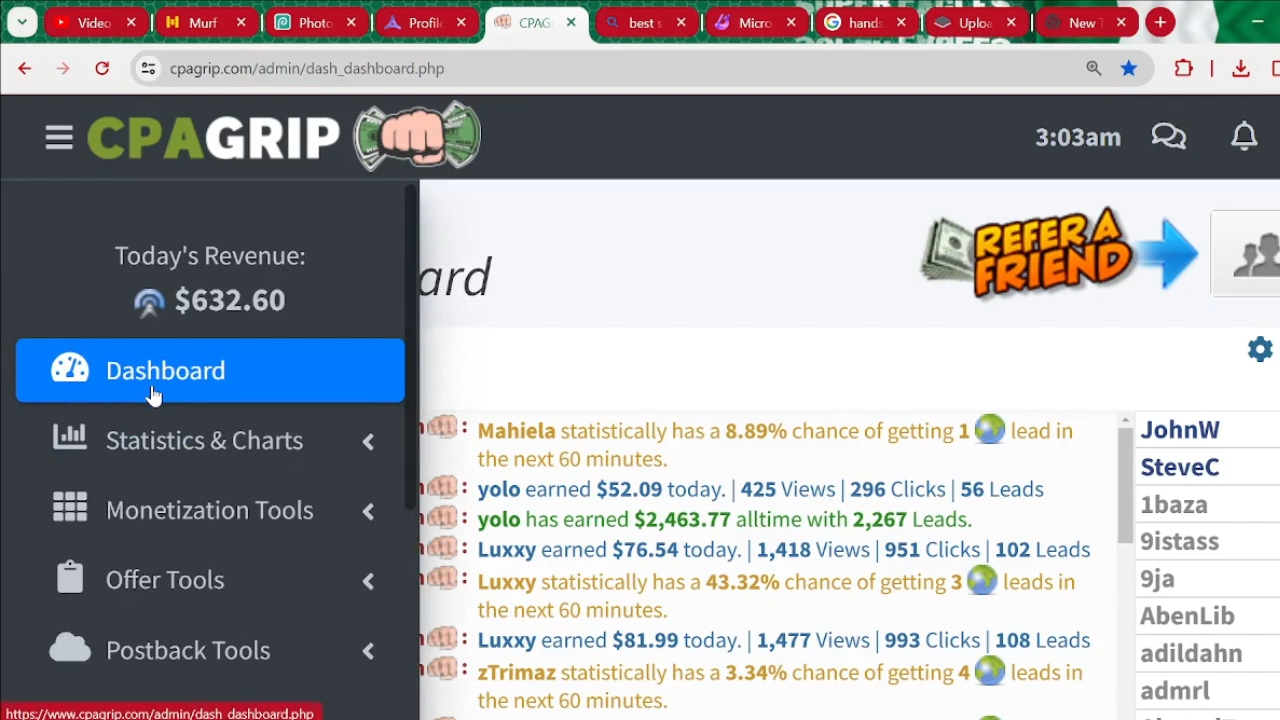 Video
Murf
Photo
Profile
CPAG
best s
Micro
hands
Uploa
New T
cpagrip.com/admin/dash_dashboard.php
CPAGRIP
3:03am
Today's Revenue:
$632.60
Dashboard
Statistics & Charts
Monetization Tools
Offer Tools
Postback Tools
https://www.cpagrip.com/admin/dash_dashboard.php
ard
REFER A
FRIEND
Mahiela statistically has a 8.89% chance of getting 1 lead in
the next 60 minutes.
yolo earned $52.09 today. | 425 Views | 296 Clicks | 56 Leads
yolo has earned $2,463.77 alltime with 2,267 Leads.
Luxxy earned $76.54 today. | 1,418 Views | 951 Clicks | 102 Leads
Luxxy statistically has a 43.32% chance of getting 3 leads in
the next 60 minutes.
Luxxy earned $81.99 today. | 1,477 Views | 993 Clicks | 108 Leads
zTrimaz statistically has a 3.34% chance of getting 4 leads in
the next 60 minutes.
JohnW
SteveC
1baza
9istass
9ja
AbenLib
adildahn
admrl